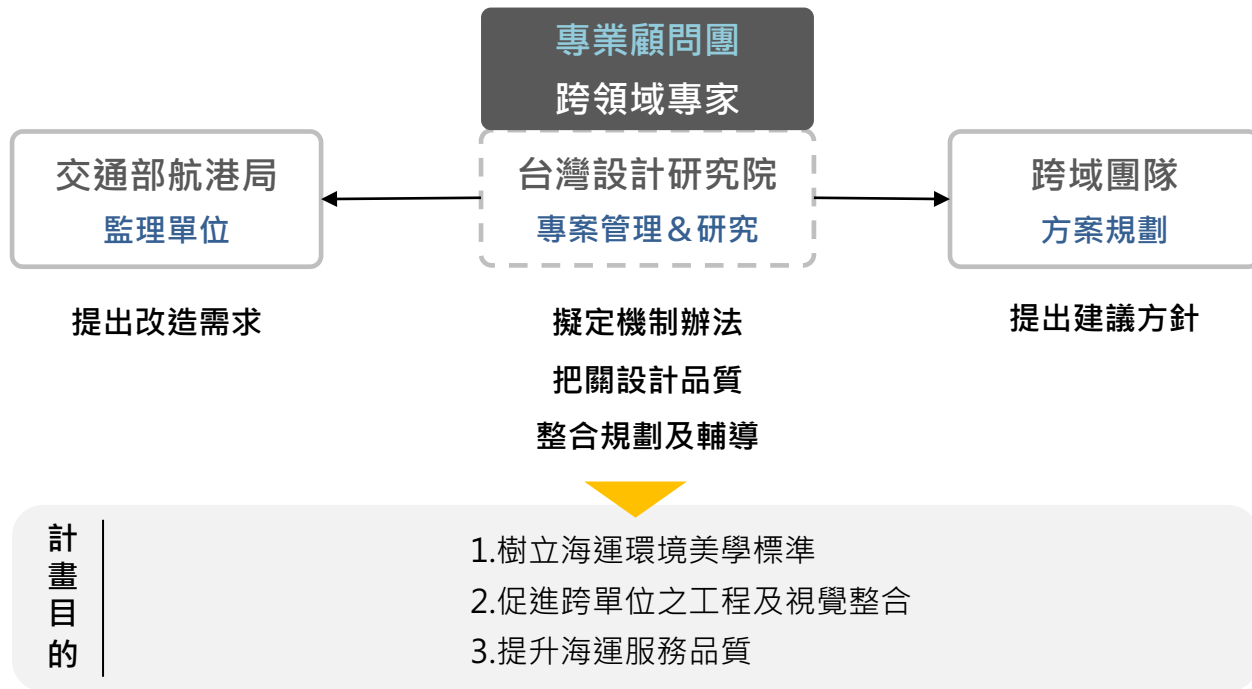 專業顧問團
跨領域專家
交通部航港局
監理單位
台灣設計研究院
專案管理&研究
跨域團隊
方案規劃
提出改造需求
擬定機制辦法
把關設計品質
整合規劃及輔導
提出建議方針
計畫目的
1.樹立海運環境美學標準
2.促進跨單位之工程及視覺整合
3.提升海運服務品質